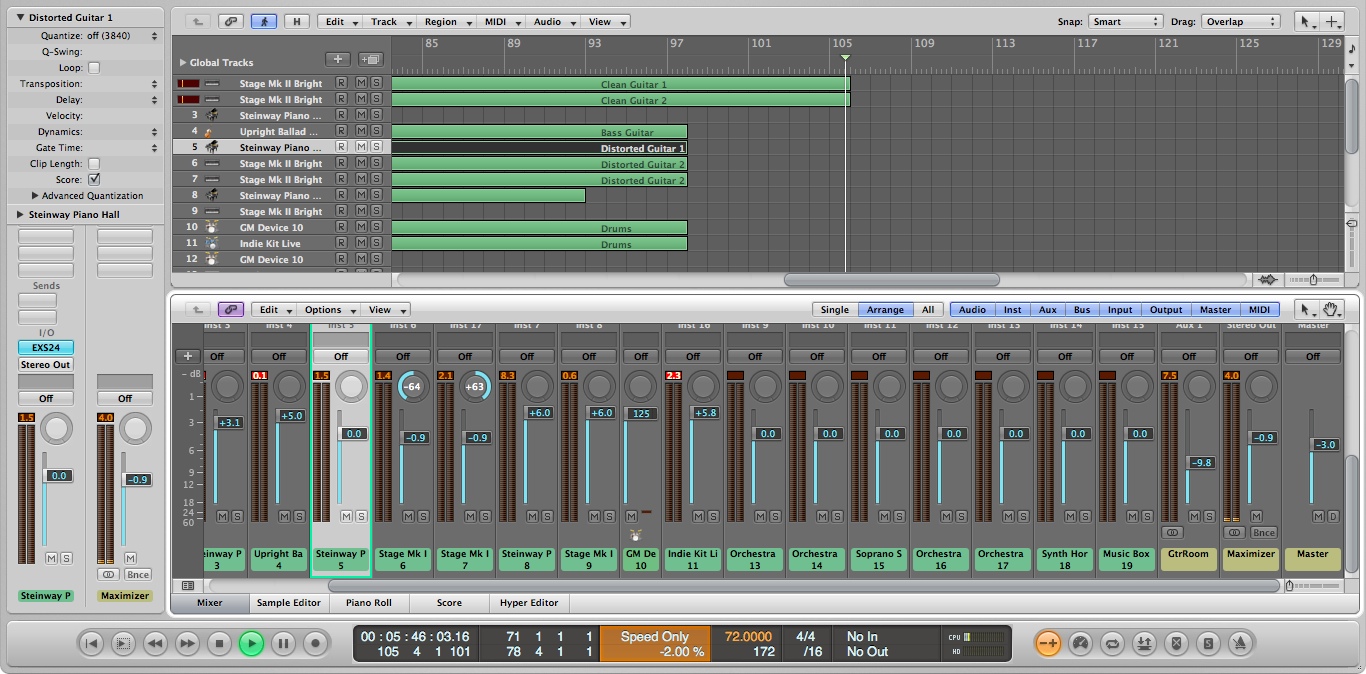 Distorted Guitar 1
Quantize: off (3840)
Q-Swing:
Loop:
Transposition:
Delay:
Velocity:
Dynamics:
Gate Time:
Clip Length:
Score:
Advanced Quantization
Steinway Piano Hall
Sends
I/O
EXS24
Stereo Out
Off Off
1.5 4.0
0.0 -0.9
M S M
Bnce
Steinway P Maximizer
H Edit Track Region MIDI Audio View Snap: Smart Drag: Overlap
85 89 93 97 101 105 109 113 117 121 125 129
Global Tracks
Stage Mk II Bright R M S Clean Guitar 1
Stage Mk II Bright R M S Clean Guitar 2
3 Steinway Piano ... R M S
4 Upright Ballad ... R M S Bass Guitar
5 Steinway Piano ... R M S Distorted Guitar 1
6 Stage Mk II Bright R M S Distorted Guitar 2
7 Stage Mk II Bright R M S Distorted Guitar 2
8 Steinway Piano ... R M S
9 Stage Mk II Bright R M S
10 GM Device 10 R M S Drums
11 Indie Kit Live R M S Drums
12 GM Device 10 R M S
Edit Options View Single Arrange All Audio Inst Aux Bus Input Output Master MIDI
Inst 3 Inst 4 Inst 5 Inst 6 Inst 17 Inst 7 Inst 8 Inst 16 Inst 9 Inst 10 Inst 11 Inst 12 Inst 13 Inst 14 Inst 15 Aux 1 Stereo Out Master
Off Off Off Off Off Off Off Off Off Off Off Off Off Off Off Off Off Off Off
dB 0.1 1.5 1.4 -64 2.1 +63 8.3 0.6 2.3 7.5 4.0
1
3
6
9
12
18
24
60
+3.1 +5.0 0.0 -0.9 -0.9 +6.0 +6.0 125 +5.8 0.0 0.0 0.0 0.0 0.0 0.0 0.0 -9.8 -0.9 -3.0
M S M S M S M S M S M S M S M M S M S M S M S M S M S M S M S M S M M D
Bnce
einway P Upright Ba Steinway P Stage Mk I Stage Mk I Steinway P Stage Mk I GM De Indie Kit Li Orchestra Orchestra Soprano S Orchestra Orchestra Synth Hor Music Box GtrRoom Maximizer Master
3 4 5 6 7 8 9 10 11 13 14 15 16 17 18 19
Mixer Sample Editor Piano Roll Score Hyper Editor
00 : 05 : 46 : 03.16 71 1 1 1 Speed Only 72.0000 4/4 No In CPU
105 4 1 101 78 4 1 1 -2.00 % 172 /16 No Out HD
S